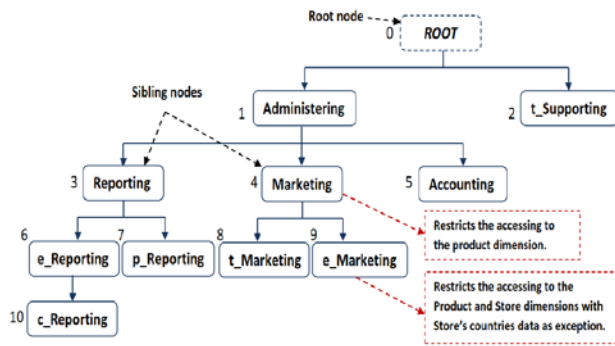 Root node
0
ROOT
Sibling nodes
1
Administering
2
t_Supporting
3
Reporting
4
Marketing
5
Accounting
Restricts the accessing to
the product dimension.
6
e_Reporting
7
p_Reporting
8
t_Marketing
9
e_Marketing
Restricts the accessing to the
Product and Store dimensions with
Store's countries data as exception.
10
c_Reporting